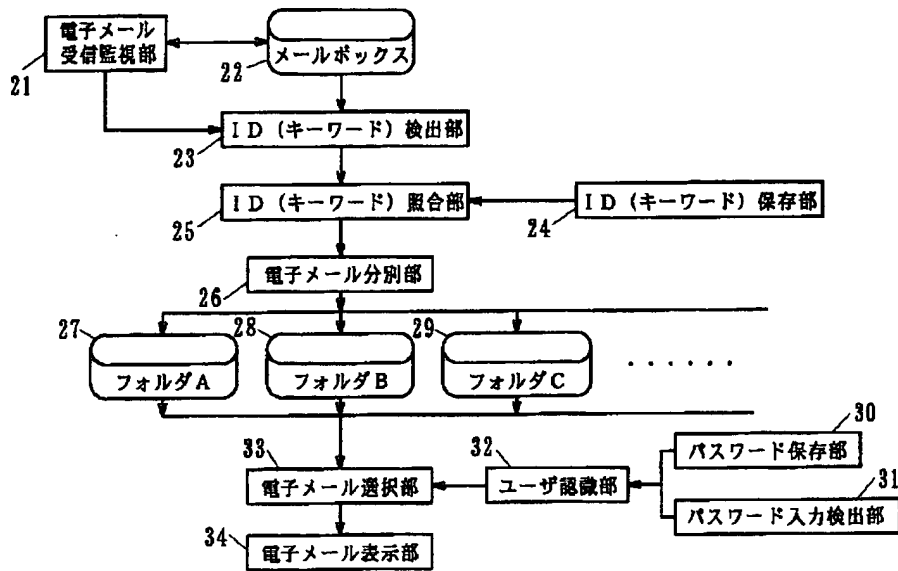 電子メール
受信監視部
21
メールボックス
22
ID(キーワード)検出部
23
ID(キーワード)照合部
25
ID(キーワード)保存部
24
電子メール分別部
26
27
28
29
フォルダA
フォルダB
フォルダC
・・・・・・
30
パスワード保存部
33
32
電子メール選択部
ユーザ認識部
31
パスワード入力検出部
34
電子メール表示部